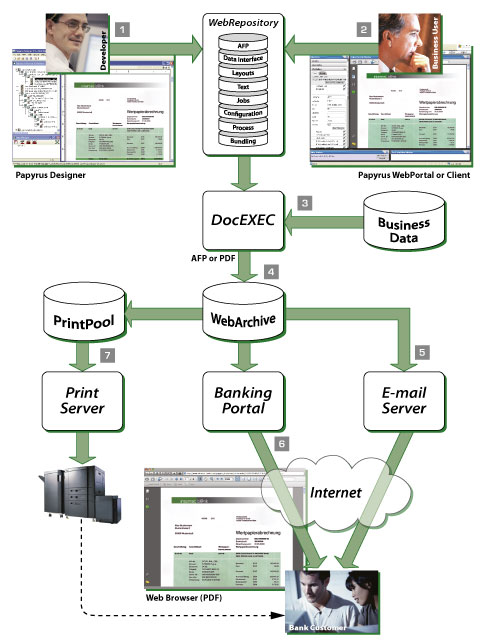 1
WebRepository
2
Developer
AFP
Data Interface
Layouts
Text
Jobs
Configuration
Process
Bundling
Business User
Wertpapierabrechnung
Wertpapierabrechnung
Papyrus Designer
Papyrus WebPortal or Client
DocEXEC
3
Business
Data
AFP or PDF
4
PrintPool
WebArchive
7
5
Print
Server
Banking
Portal
E-mail
Server
6
Internet
Wertpapierabrechnung
Web Browser (PDF)
Bank Customer